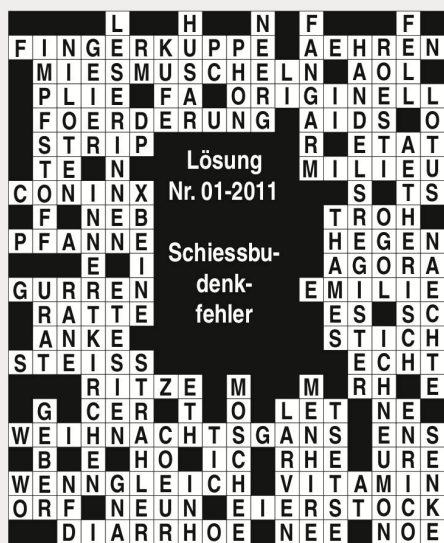 L H N F F
FINGERKUPPE AEHREN
MIESMUSCHELN AOL
PLIE FA ORIGINELL
FOERDERUNG AIDS O
STRIP R ETAT
TE N MILIEU
CONINX S TS
F NEB TROH
PFANNE HEGEN
E I AGORA
GURREN EMILIE
RATTE ES SC
ANKE STICH
STEISS ECHT
RITZE M M RH E
G CER T O LET NE
WEIHNACHTSGANS ENS
B E HO IC RHE URE
WENNGLEICH VITAMIN
ORF NEUN EIERSTOCK
DIARRHOE NEE NOE
Lösung
Nr. 01-2011
Schiessbu-
denk-
fehler